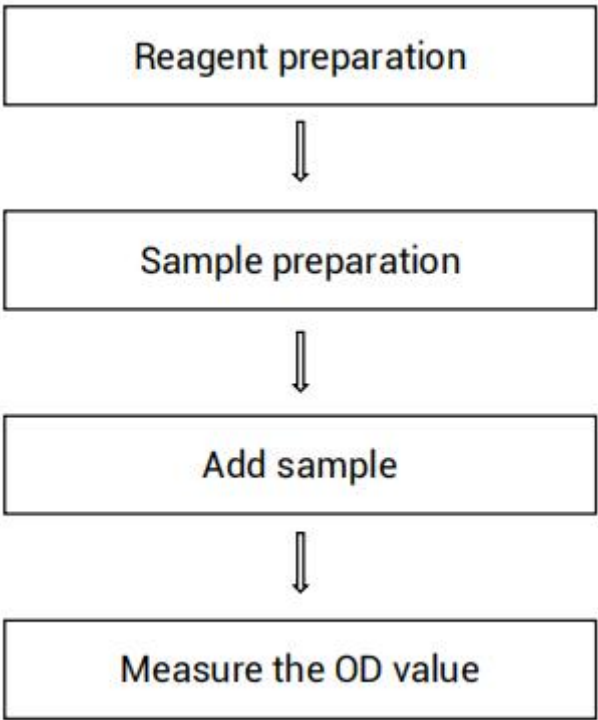 Reagent preparation
Sample preparation
Add sample
Measure the OD value